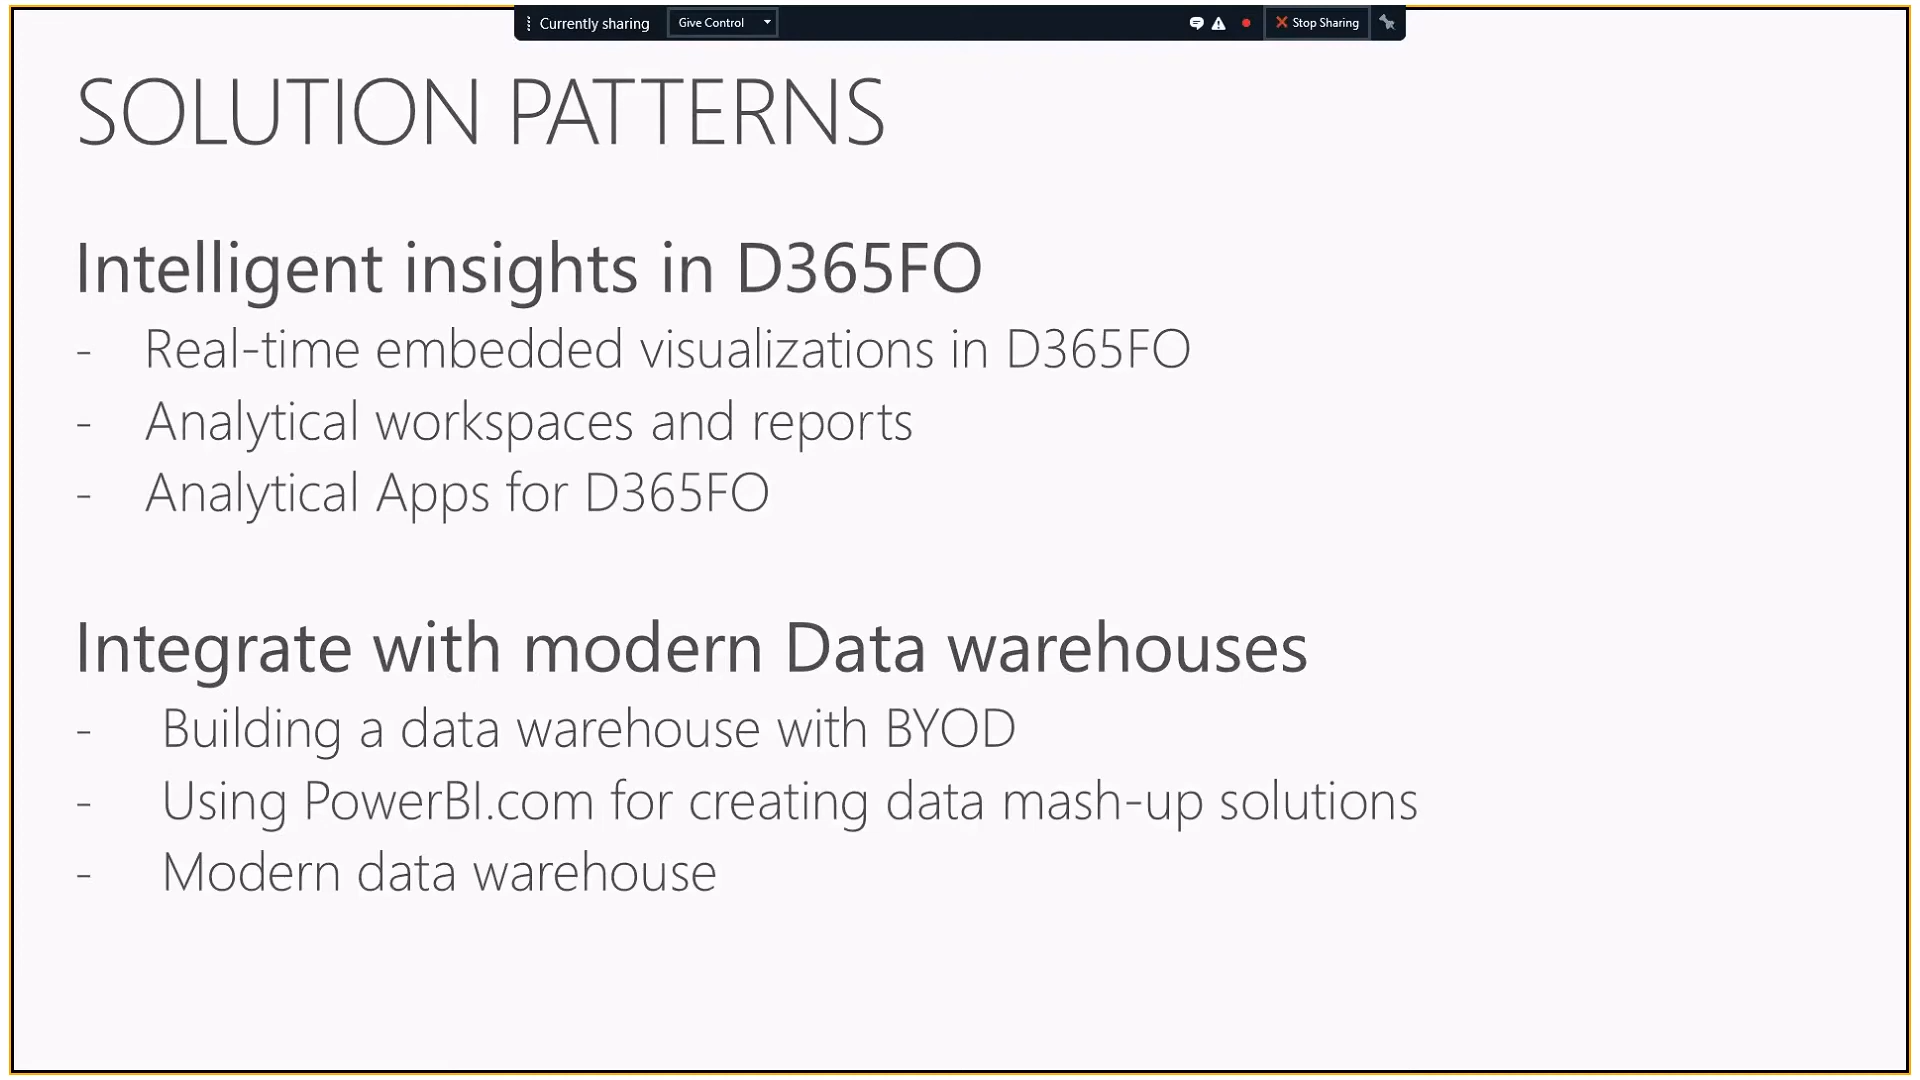 Currently sharing Give Control Stop Sharing
SOLUTION PATTERNS
Intelligent insights in D365FO
- Real-time embedded visualizations in D365FO
- Analytical workspaces and reports
- Analytical Apps for D365FO
Integrate with modern Data warehouses
- Building a data warehouse with BYOD
- Using PowerBI.com for creating data mash-up solutions
- Modern data warehouse